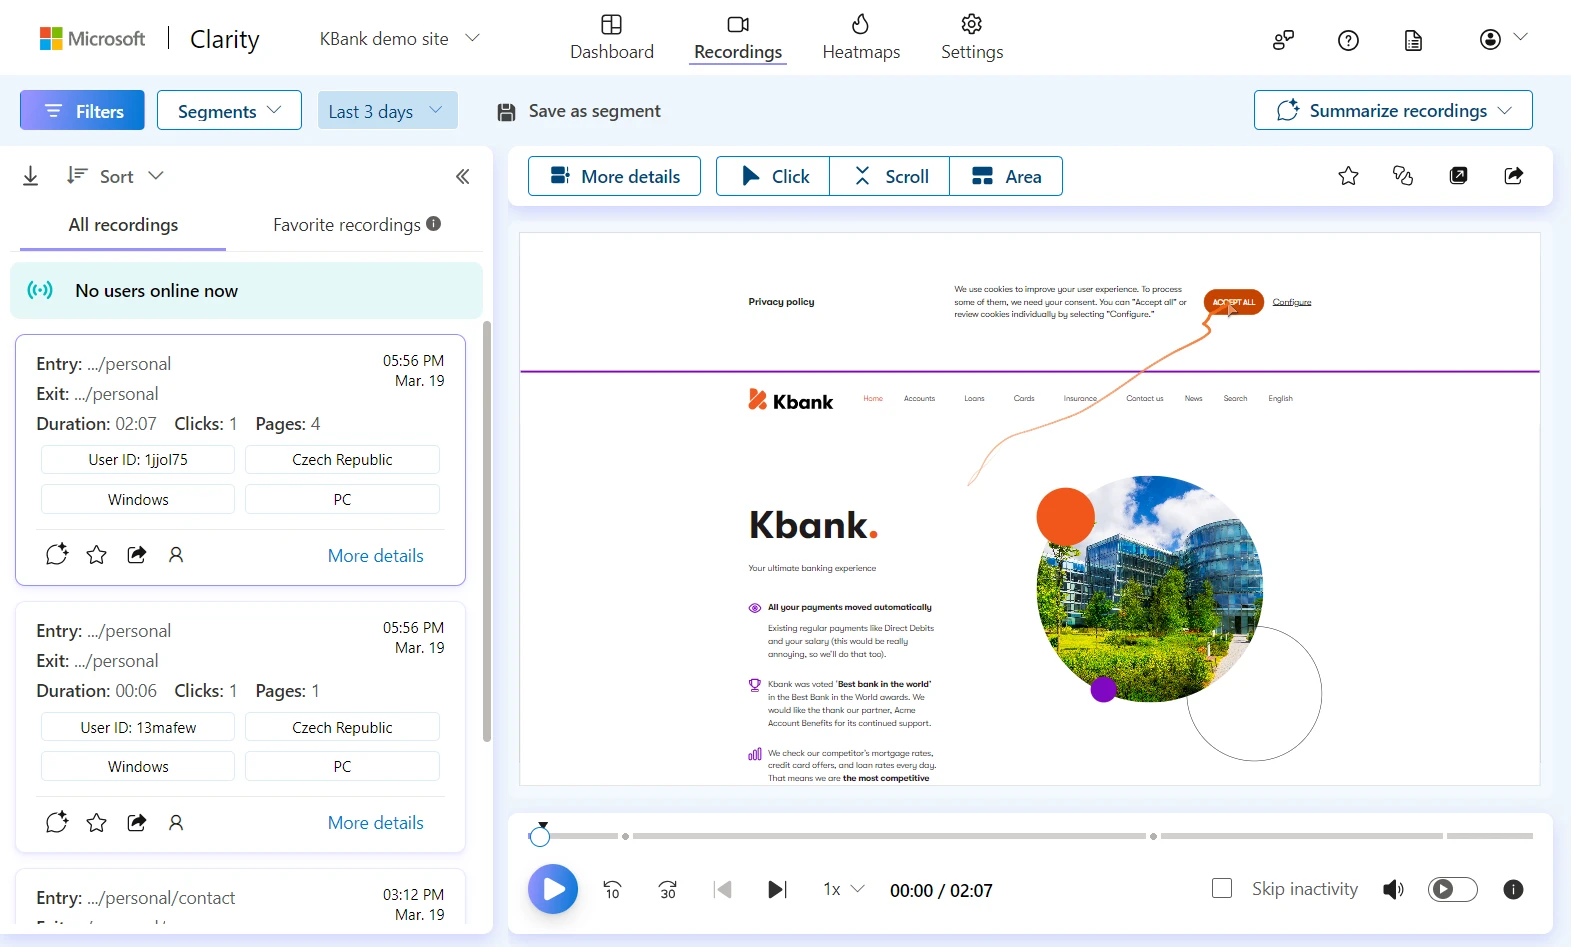 Microsoft
Clarity
KBank demo site
Dashboard
Recordings
Heatmaps
Settings
Filters
Segments
Last 3 days
Save as segment
Summarize recordings
Sort
All recordings
Favorite recordings
No users online now
Entry: .../personal
05:56 PM
Exit: .../personal
Mar. 19
Duration: 02:07 Clicks: 1 Pages: 4
User ID: 1jjol75
Czech Republic
Windows
PC
More details
Entry: .../personal
05:56 PM
Exit: .../personal
Mar. 19
Duration: 00:06 Clicks: 1 Pages: 1
User ID: 13mafew
Czech Republic
Windows
PC
More details
Entry: .../personal/contact
03:12 PM
Mar. 19
More details
Click
Scroll
Area
Privacy policy
We use cookies to improve your user experience. To process
some of them, we need your consent. You can "Accept all" or
review cookies individually by selecting "Configure."
ACCEPT ALL
Configure
Kbank
Home
Accounts
Loans
Cards
Insurance
Contact us
News
Search
English
Kbank.
Your ultimate banking experience
All your payments moved automatically
Existing regular payments like Direct Debits
and your salary (this would be really
annoying, so we'll do that too).
Kbank was voted 'Best bank in the world'
in the Best Bank in the World awards. We
would like the thank our partner, Acme
Account Benefits for its continued support.
We check our competitor's mortgage rates,
credit card offers, and loan rates every day.
That means we are the most competitive
10
30
1x
00:00 / 02:07
Skip inactivity